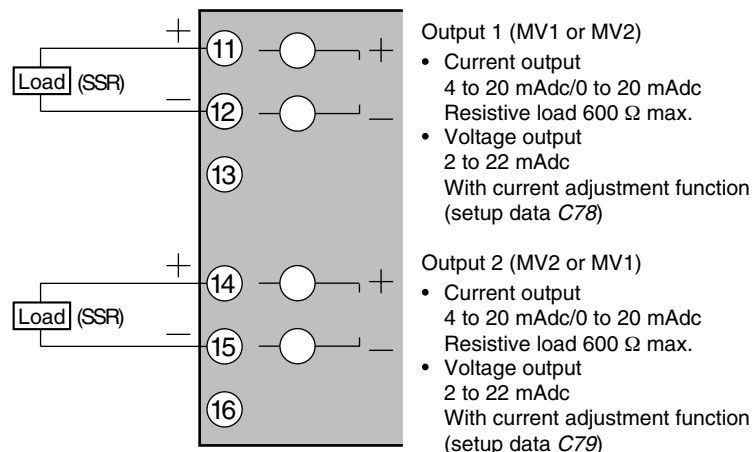 + 11 +
Load (SSR)
− 12 −
13
+ 14 +
Load (SSR)
− 15 −
16
Output 1 (MV1 or MV2)
• Current output
4 to 20 mAdc/0 to 20 mAdc
Resistive load 600 Ω max.
• Voltage output
2 to 22 mAdc
With current adjustment function
(setup data C78)
Output 2 (MV2 or MV1)
• Current output
4 to 20 mAdc/0 to 20 mAdc
Resistive load 600 Ω max.
• Voltage output
2 to 22 mAdc
With current adjustment function
(setup data C79)